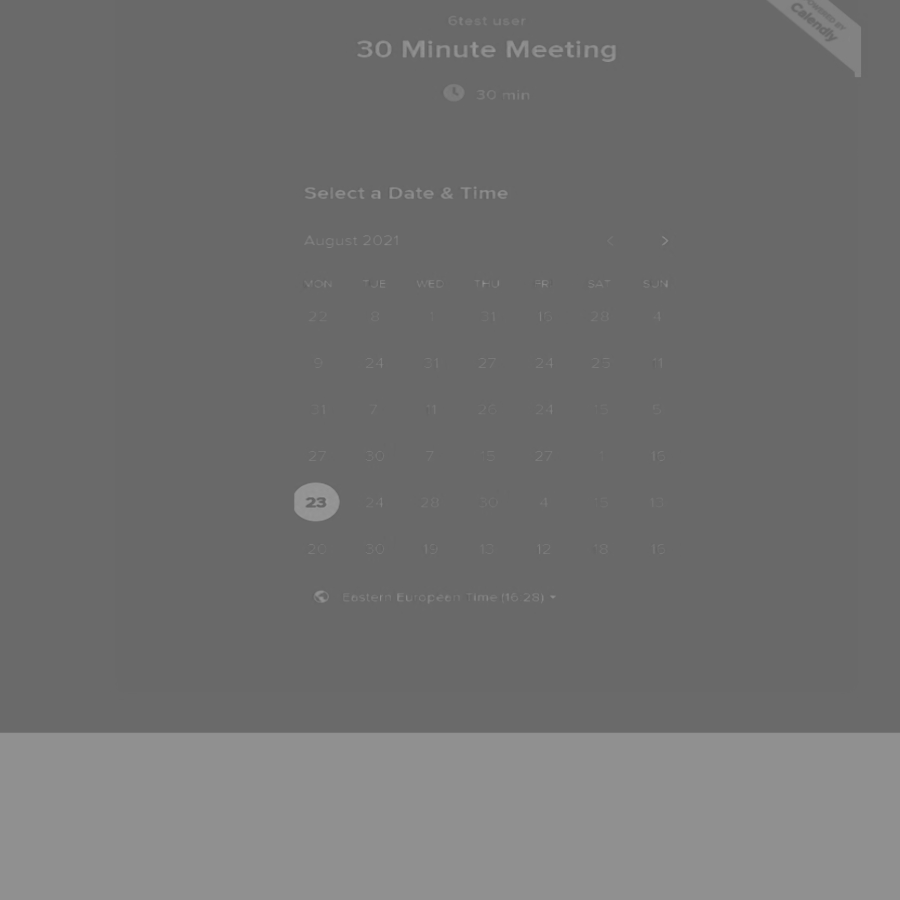 6test user
30 Minute Meeting
30 min
POWERED BY
Calendly
Select a Date & Time
August 2021
MON TUE WED THU FRI SAT SUN
22 8 1 31 15 28 4
9 24 31 27 24 25 11
31 7 11 26 24 16 5
27 30 7 13 27 1 15
23 24 28 30 4 15 13
20 30 19 13 12 18 15
Eastern European Time (16:28)